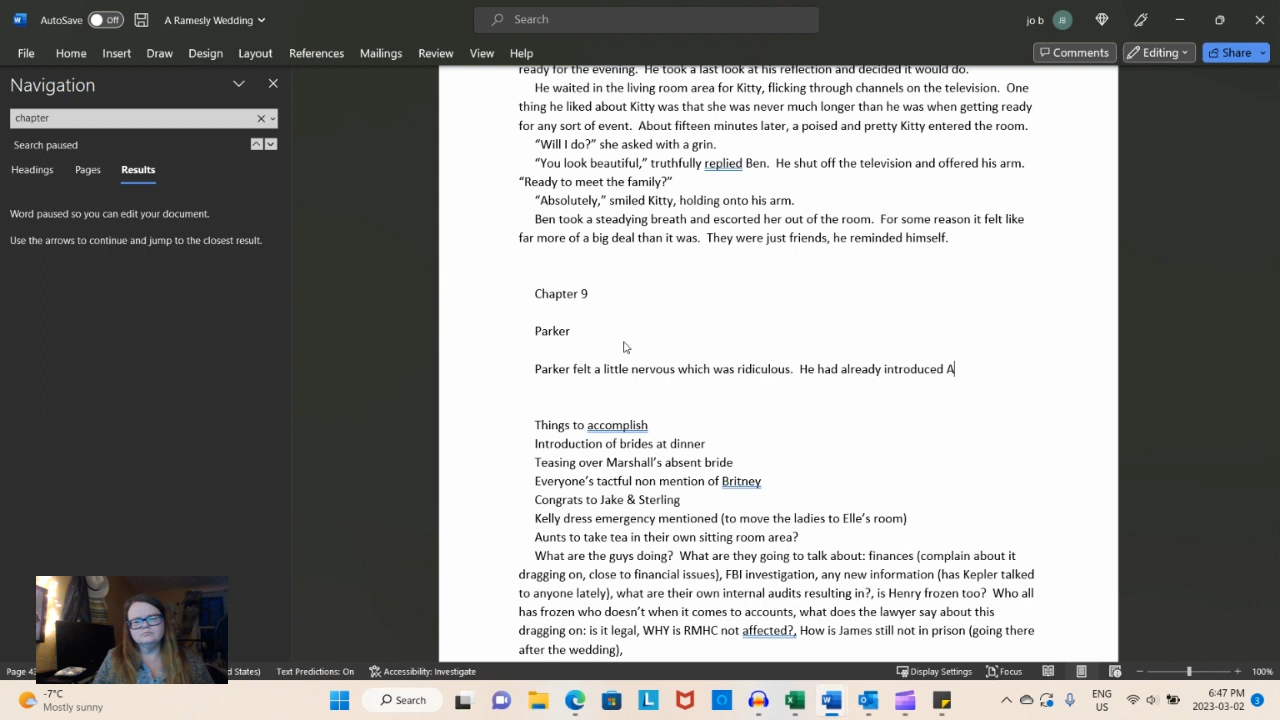 AutoSave Off A Ramesly Wedding Search jo b JB
File Home Insert Draw Design Layout References Mailings Review View Help Comments Editing Share
Navigation
chapter
Search paused
Headings Pages Results
Word paused so you can edit your document.
Use the arrows to continue and jump to the closest result.
ready for the evening. He took a last look at his reflection and decided it would do.
He waited in the living room area for Kitty, flicking through channels on the television. One
thing he liked about Kitty was that she was never much longer than he was when getting ready
for any sort of event. About fifteen minutes later, a poised and pretty Kitty entered the room.
“Will I do?” she asked with a grin.
“You look beautiful,” truthfully replied Ben. He shut off the television and offered his arm.
“Ready to meet the family?”
“Absolutely,” smiled Kitty, holding onto his arm.
Ben took a steadying breath and escorted her out of the room. For some reason it felt like
far more of a big deal than it was. They were just friends, he reminded himself.
Chapter 9
Parker
Parker felt a little nervous which was ridiculous. He had already introduced A
Things to accomplish
Introduction of brides at dinner
Teasing over Marshall’s absent bride
Everyone’s tactful non mention of Britney
Congrats to Jake & Sterling
Kelly dress emergency mentioned (to move the ladies to Elle’s room)
Aunts to take tea in their own sitting room area?
What are the guys doing? What are they going to talk about: finances (complain about it
dragging on, close to financial issues), FBI investigation, any new information (has Kepler talked
to anyone lately), what are their own internal audits resulting in?, is Henry frozen too? Who all
has frozen who doesn’t when it comes to accounts, what does the lawyer say about this
dragging on: is it legal, WHY is RMHC not affected?, How is James still not in prison (going there
after the wedding),
Page 43 States) Text Predictions: On Accessibility: Investigate Display Settings Focus 100%
-7°C
Mostly sunny
Search
ENG
US
6:47 PM
2023-03-02
3